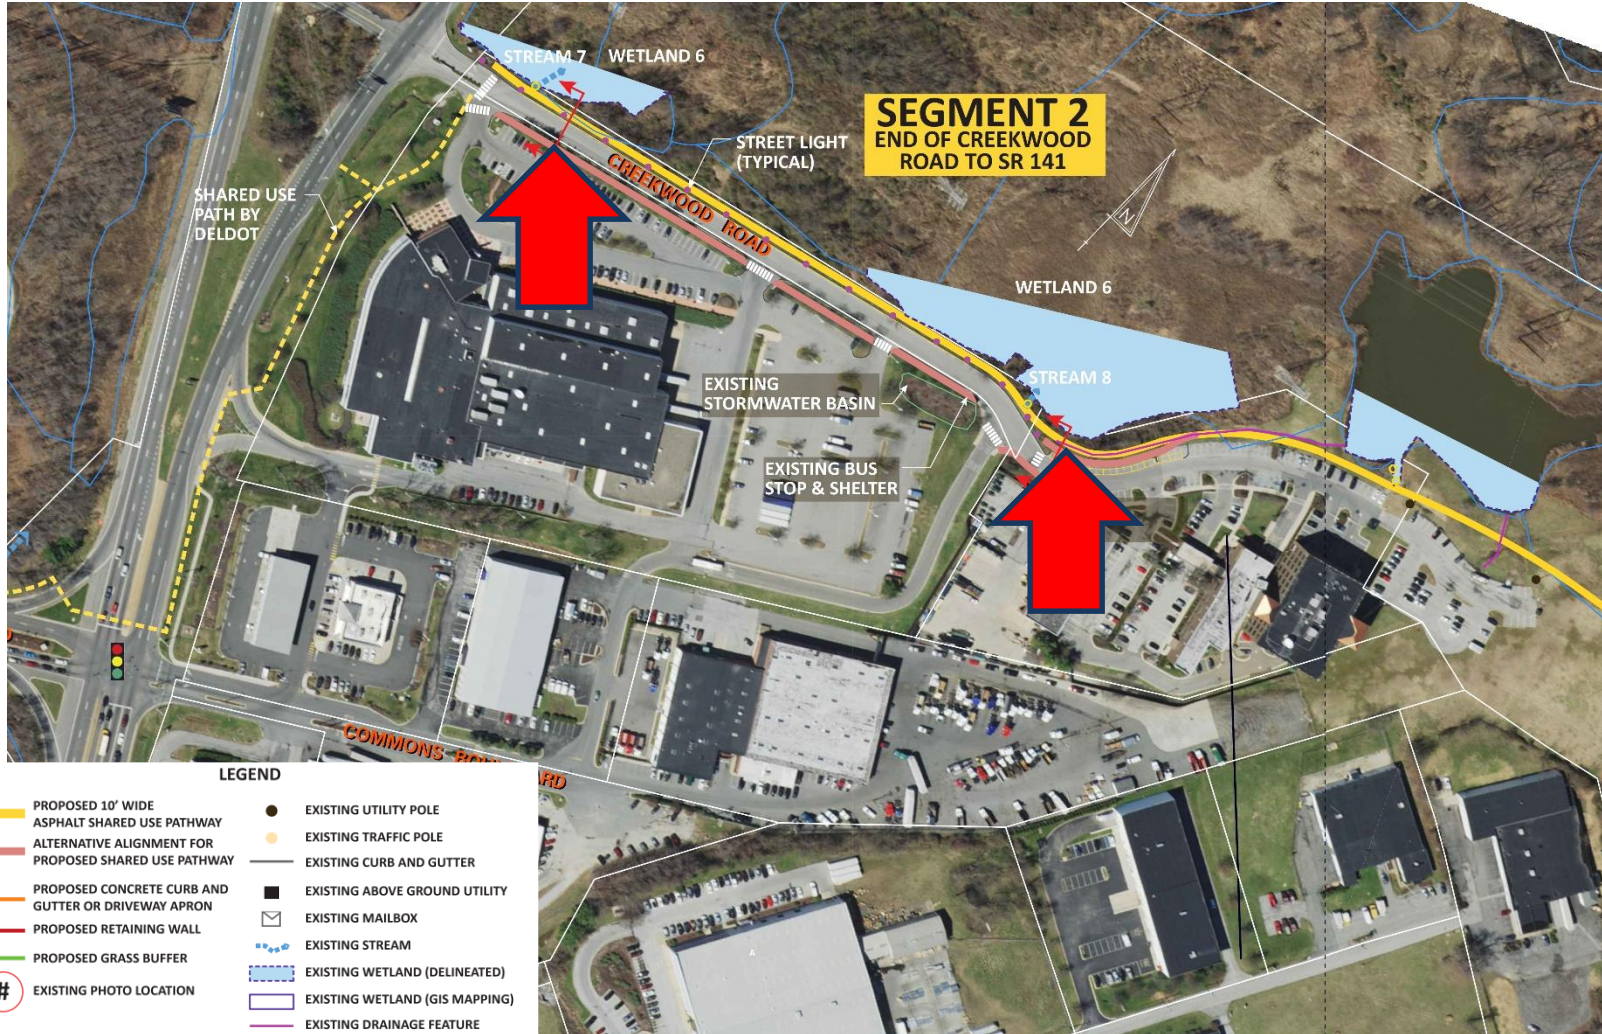 STREAM 7
WETLAND 6
SEGMENT 2
END OF CREEKWOOD
ROAD TO SR 141
STREET LIGHT
(TYPICAL)
CREEKWOOD ROAD
SHARED USE
PATH BY
DELDOT
N
WETLAND 6
STREAM 8
EXISTING
STORMWATER BASIN
EXISTING BUS
STOP & SHELTER
LEGEND
PROPOSED 10' WIDE
ASPHALT SHARED USE PATHWAY
ALTERNATIVE ALIGNMENT FOR
PROPOSED SHARED USE PATHWAY
PROPOSED CONCRETE CURB AND
GUTTER OR DRIVEWAY APRON
PROPOSED RETAINING WALL
PROPOSED GRASS BUFFER
#
EXISTING PHOTO LOCATION
EXISTING UTILITY POLE
EXISTING TRAFFIC POLE
EXISTING CURB AND GUTTER
EXISTING ABOVE GROUND UTILITY
EXISTING MAILBOX
EXISTING STREAM
EXISTING WETLAND (DELINEATED)
EXISTING WETLAND (GIS MAPPING)
EXISTING DRAINAGE FEATURE